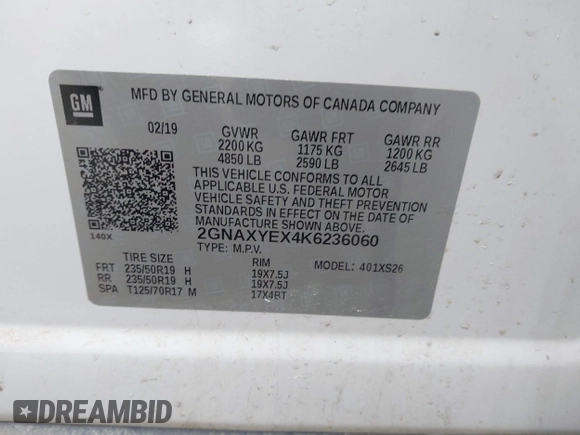 GM
MFD BY GENERAL MOTORS OF CANADA COMPANY
02/19 GVWR GAWR FRT GAWR RR
2200 KG 1175 KG 1200 KG
4850 LB 2590 LB 2645 LB
THIS VEHICLE CONFORMS TO ALL
APPLICABLE U.S. FEDERAL MOTOR
VEHICLE SAFETY AND THEFT PREVENTION
STANDARDS IN EFFECT ON THE DATE OF
MANUFACTURE SHOWN ABOVE.
140X 2GNAXYEX4K6236060
TYPE: M.P.V. MODEL: 401XS26
TIRE SIZE RIM
FRT 235/50R19 H 19X7.5J
RR 235/50R19 H 19X7.5J
SPA T125/70R17 M 17X4BT
DREAMBID